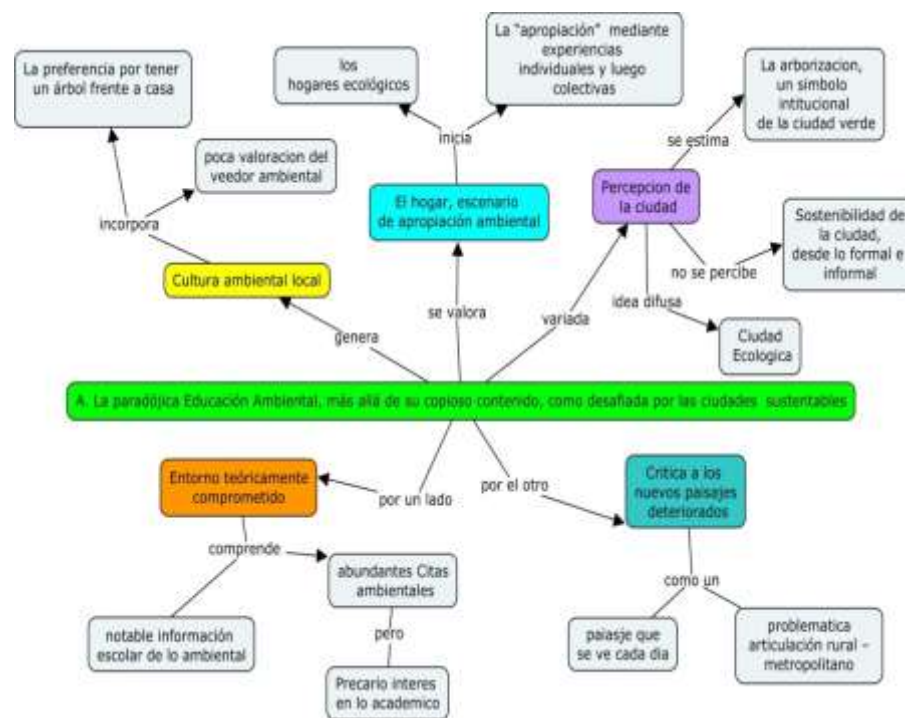 La "apropiación" mediante
experiencias
individuales y luego
colectivas
los
hogares ecológicos
La preferencia por tener
un árbol frente a casa
La arborizacion,
un símbolo
intitucional
de la ciudad verde
inicia
se estima
poca valoracion del
veedor ambiental
Percepcion de
la ciudad
El hogar, escenario
de apropiación ambiental
incorpora
Sostenibilidad de
la ciudad,
desde lo formal e
informal
no se percibe
Cultura ambiental local
idea difusa
se valora
variada
genera
Ciudad
Ecologica
A. La paradójica Educación Ambiental, más allá de su copioso contenido, como desafiada por las ciudades sustentables
Entorno teóricamente
comprometido
por un lado
por el otro
Critica a los
nuevos paisajes
deteriorados
comprende
abundantes Citas
ambientales
como un
notable información
escolar de lo ambiental
pero
paiasje que
se ve cada dia
problematica
articulación rural –
metropolitano
Precario interes
en lo academico